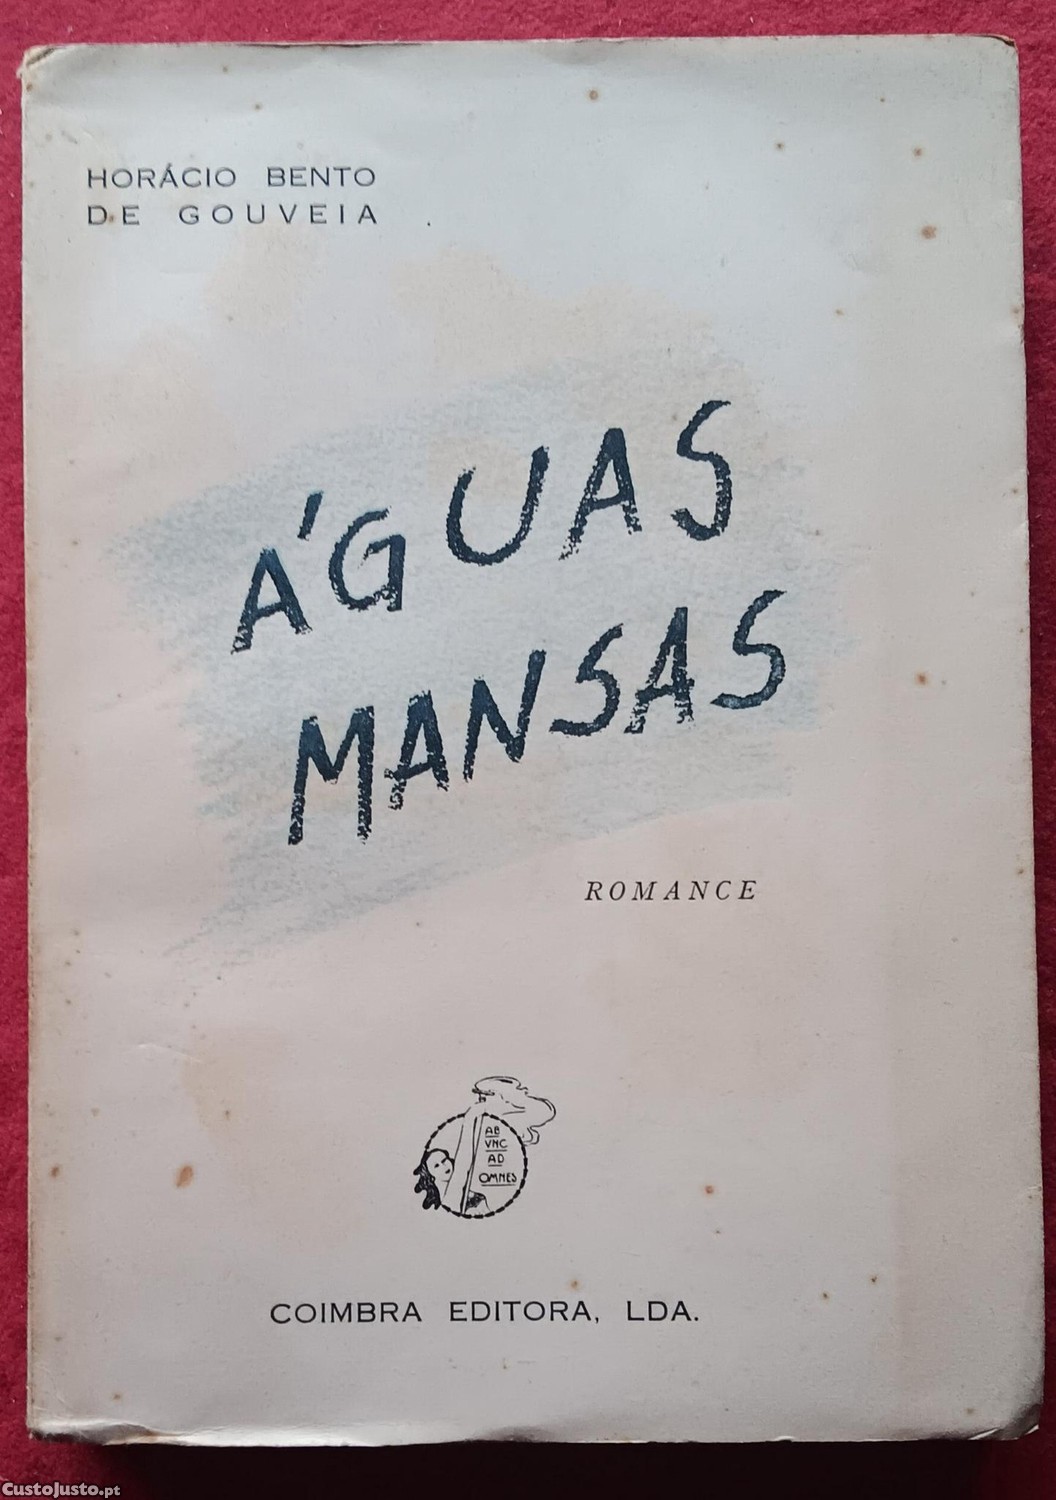 HORÁCIO BENTO
DE GOUVEIA
ÁGUAS
MANSAS
ROMANCE
AB
VNC
AD
OMNES
COIMBRA EDITORA, LDA.
CustoJusto.pt